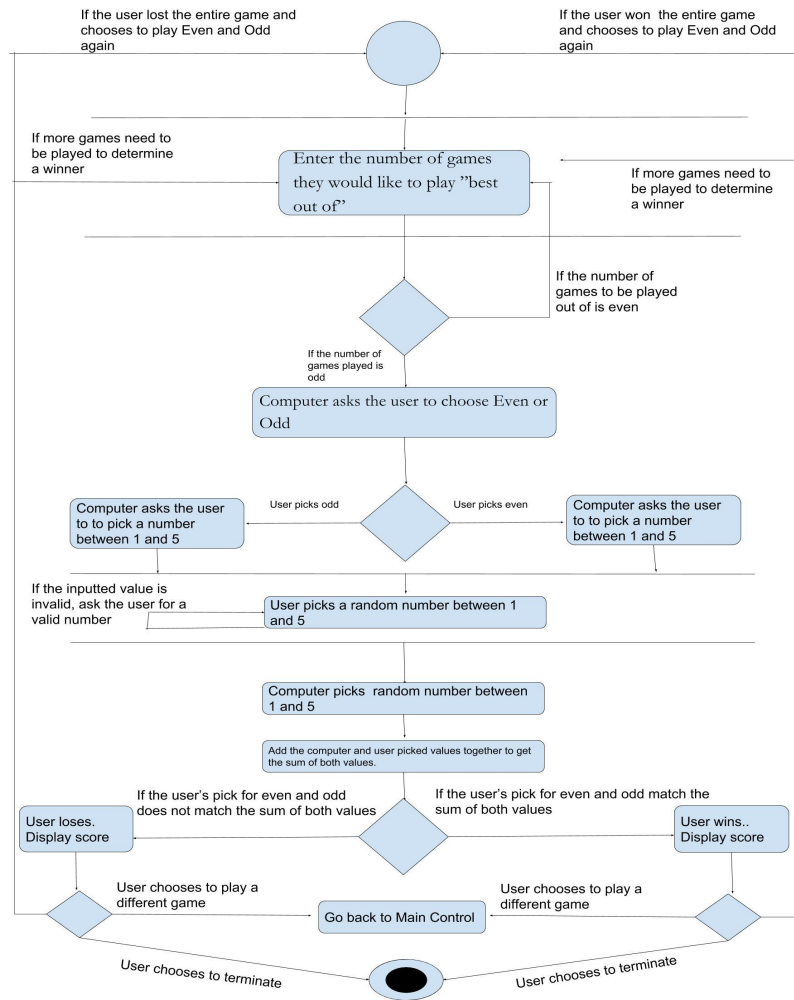 If the user lost the entire game and
chooses to play Even and Odd
again
If the user won the entire game
and chooses to play Even and Odd
again
If more games need to
be played to determine
a winner
Enter the number of games
they would like to play ”best
out of”
If more games need to
be played to determine
a winner
If the number of
games to be played
out of is even
If the number of
games played is
odd
Computer asks the user to choose Even or
Odd
Computer asks the user
to to pick a number
between 1 and 5
User picks odd
User picks even
Computer asks the user
to to pick a number
between 1 and 5
If the inputted value is
invalid, ask the user for a
valid number
User picks a random number between 1
and 5
Computer picks random number between
1 and 5
Add the computer and user picked values together to get
the sum of both values.
If the user’s pick for even and odd
does not match the sum of both values
If the user’s pick for even and odd match the
sum of both values
User loses.
Display score
User wins..
Display score
User chooses to play a
different game
User chooses to play a
different game
Go back to Main Control
User chooses to terminate
User chooses to terminate